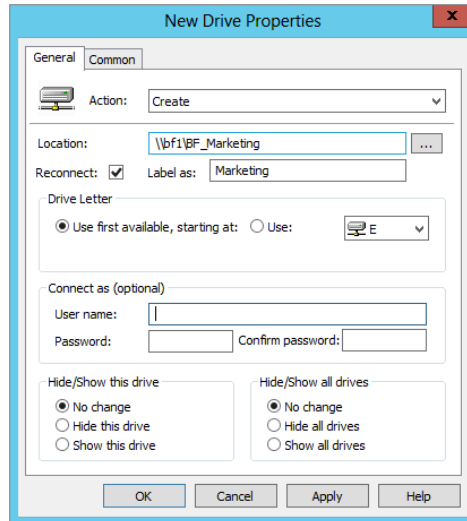 New Drive Properties
x
General Common
Action: Create
Location: \\bf1\BF_Marketing ...
Reconnect: Label as: Marketing
Drive Letter
Use first available, starting at: Use: E
Connect as (optional)
User name:
Password: Confirm password:
Hide/Show this drive Hide/Show all drives
No change No change
Hide this drive Hide all drives
Show this drive Show all drives
OK Cancel Apply Help